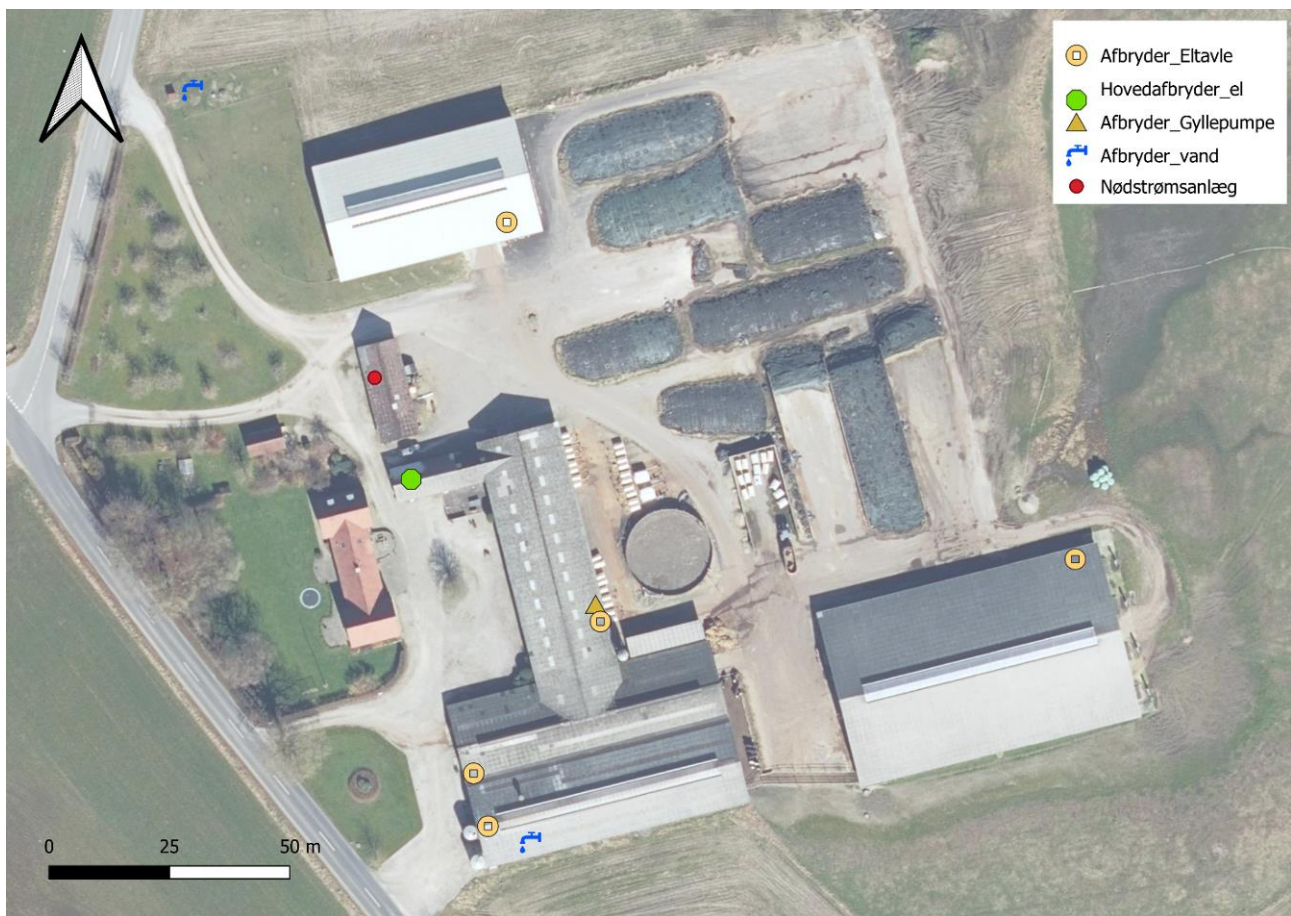 Afbryder_Eltavle
Hovedafbryder_el
Afbryder_Gyllepumpe
Afbryder_vand
Nødstrømsanlæg
0 25 50 m